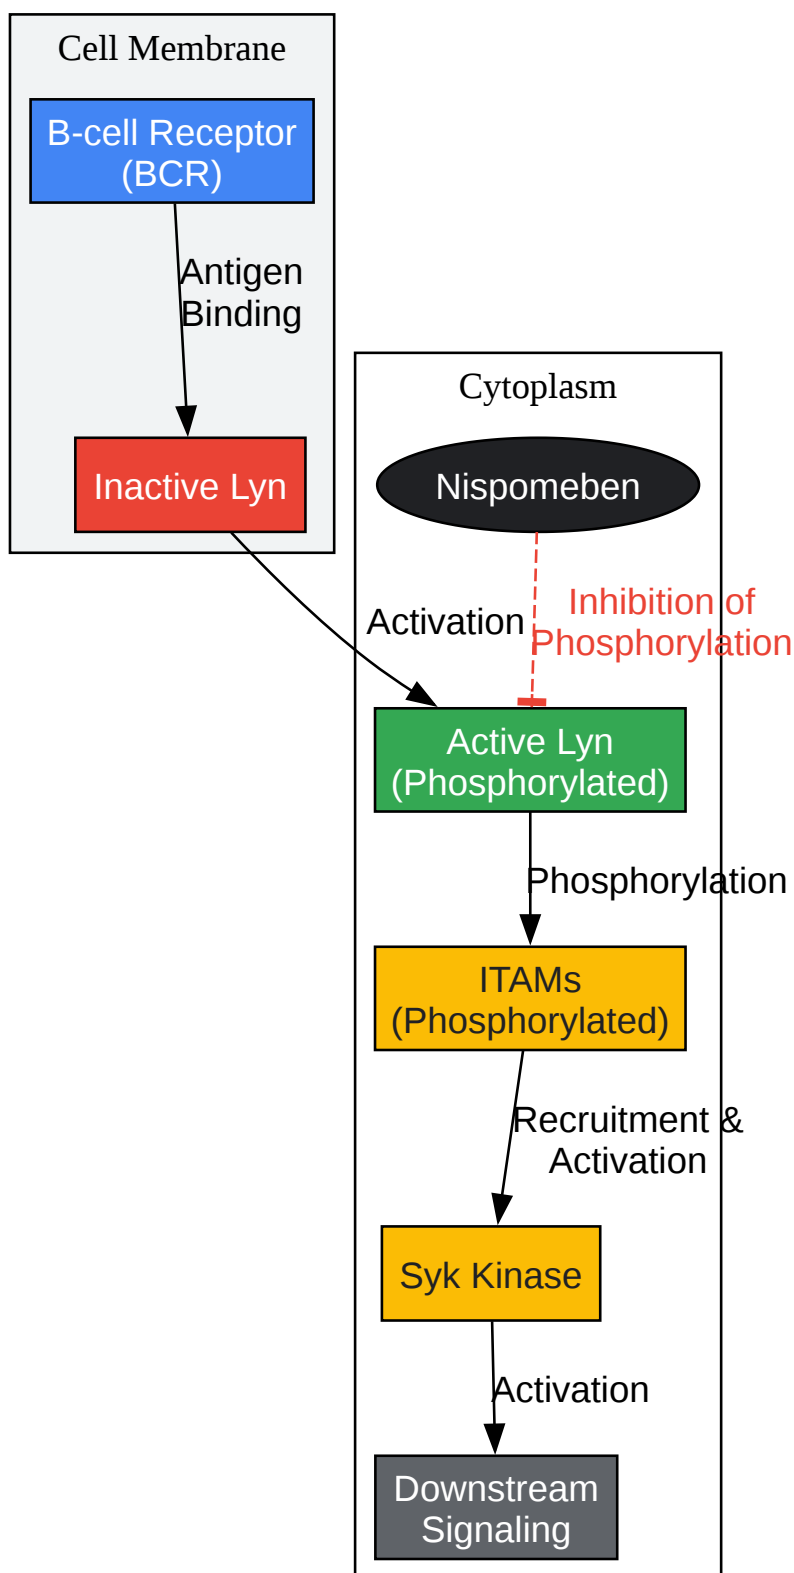 Cell Membrane
B-cell Receptor
(BCR)
Antigen
Binding
Inactive Lyn
Cytoplasm
Nispomeben
Activation
Inhibition of
Phosphorylation
Active Lyn
(Phosphorylated)
Phosphorylation
ITAMs
(Phosphorylated)
Recruitment &
Activation
Syk Kinase
Activation
Downstream
Signaling